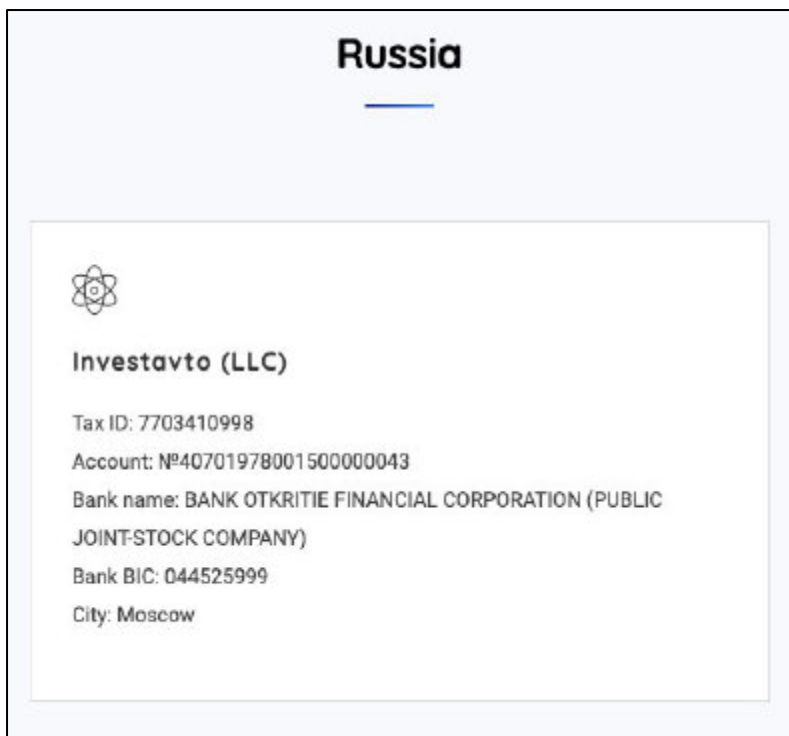 Russia
Investavto (LLC)
Tax ID: 7703410998
Account: №40701978001500000043
Bank name: BANK OTKRITIE FINANCIAL CORPORATION (PUBLIC
JOINT-STOCK COMPANY)
Bank BIC: 044525999
City: Moscow